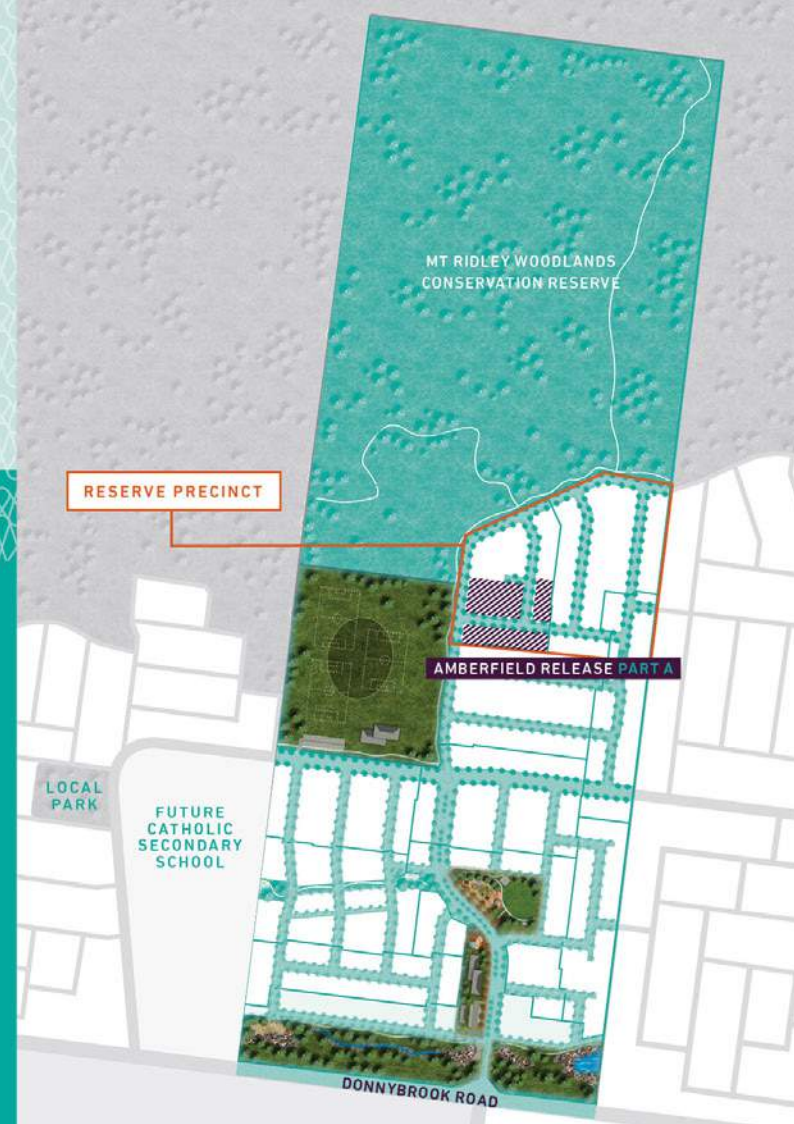 MT RIDLEY WOODLANDS
CONSERVATION RESERVE
RESERVE PRECINCT
AMBERFIELD RELEASE PART A
LOCAL
PARK
FUTURE
CATHOLIC
SECONDARY
SCHOOL
DONNYBROOK ROAD